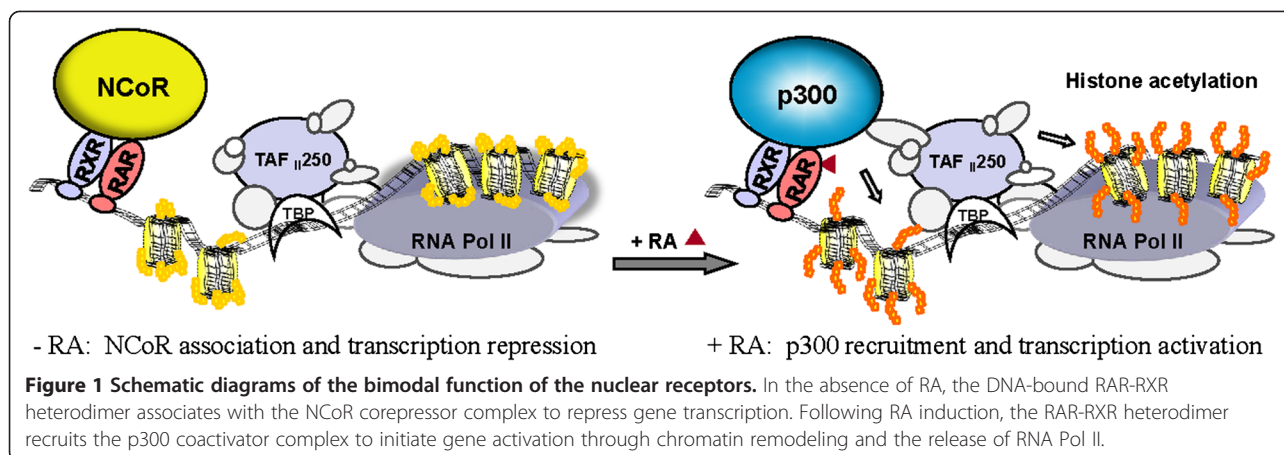 NCoR
RXR
RAR
TAF II250
TBP
RNA Pol II
+ RA
p300
RXR
RAR
TAF II250
TBP
RNA Pol II
Histone acetylation
- RA: NCoR association and transcription repression
+ RA: p300 recruitment and transcription activation
Figure 1 Schematic diagrams of the bimodal function of the nuclear receptors. In the absence of RA, the DNA-bound RAR-RXR
heterodimer associates with the NCoR corepressor complex to repress gene transcription. Following RA induction, the RAR-RXR heterodimer
recruits the p300 coactivator complex to initiate gene activation through chromatin remodeling and the release of RNA Pol II.